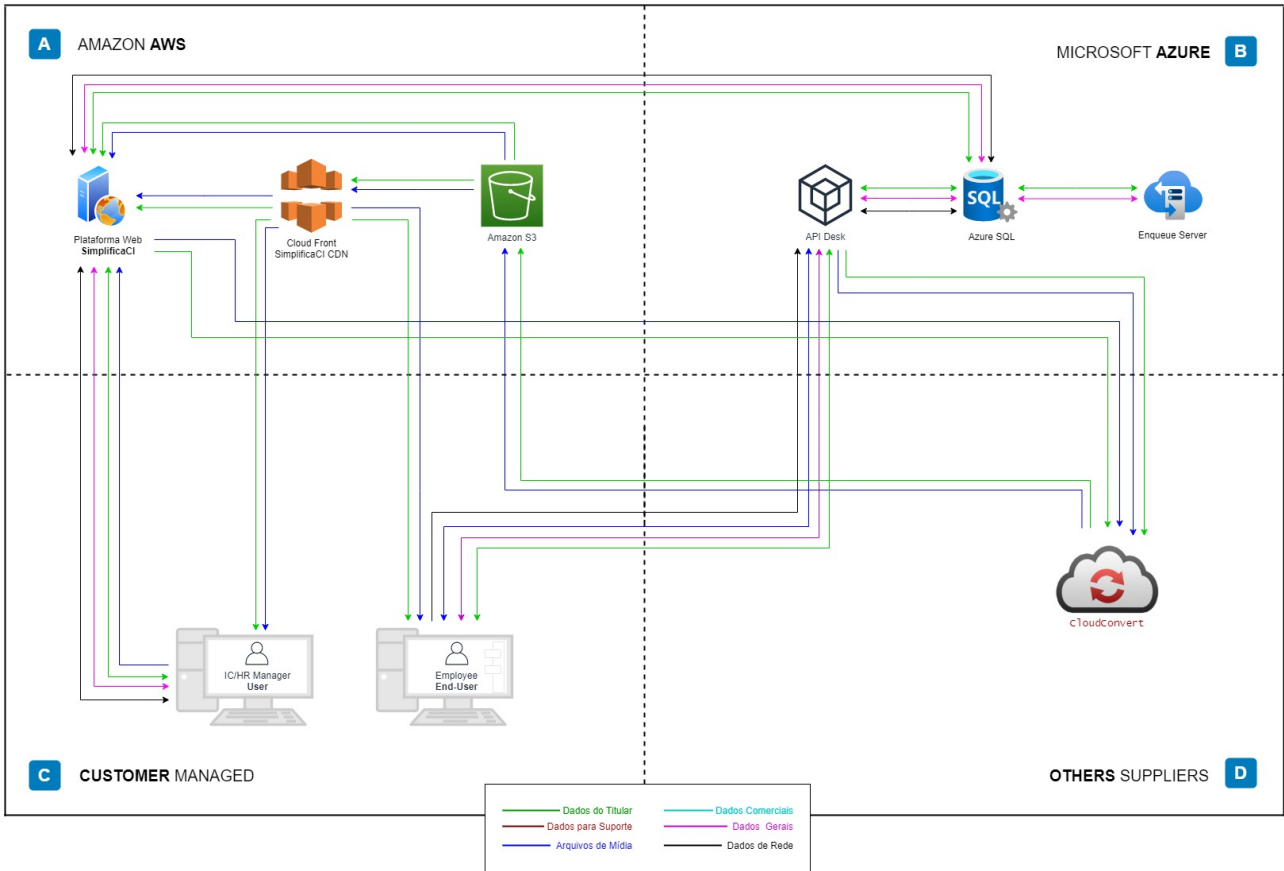 A
AMAZON AWS
MICROSOFT AZURE
B
SQL
Plataforma Web
SimplificaCI
Cloud Front
SimplificaCI CDN
Amazon S3
API Desk
Azure SQL
Enqueue Server
CloudConvert
IC/HR Manager
User
Employee
End-User
C
CUSTOMER MANAGED
OTHERS SUPPLIERS
D
Dados do Titular
Dados Comerciais
Dados para Suporte
Dados Gerais
Arquivos de Mídia
Dados de Rede